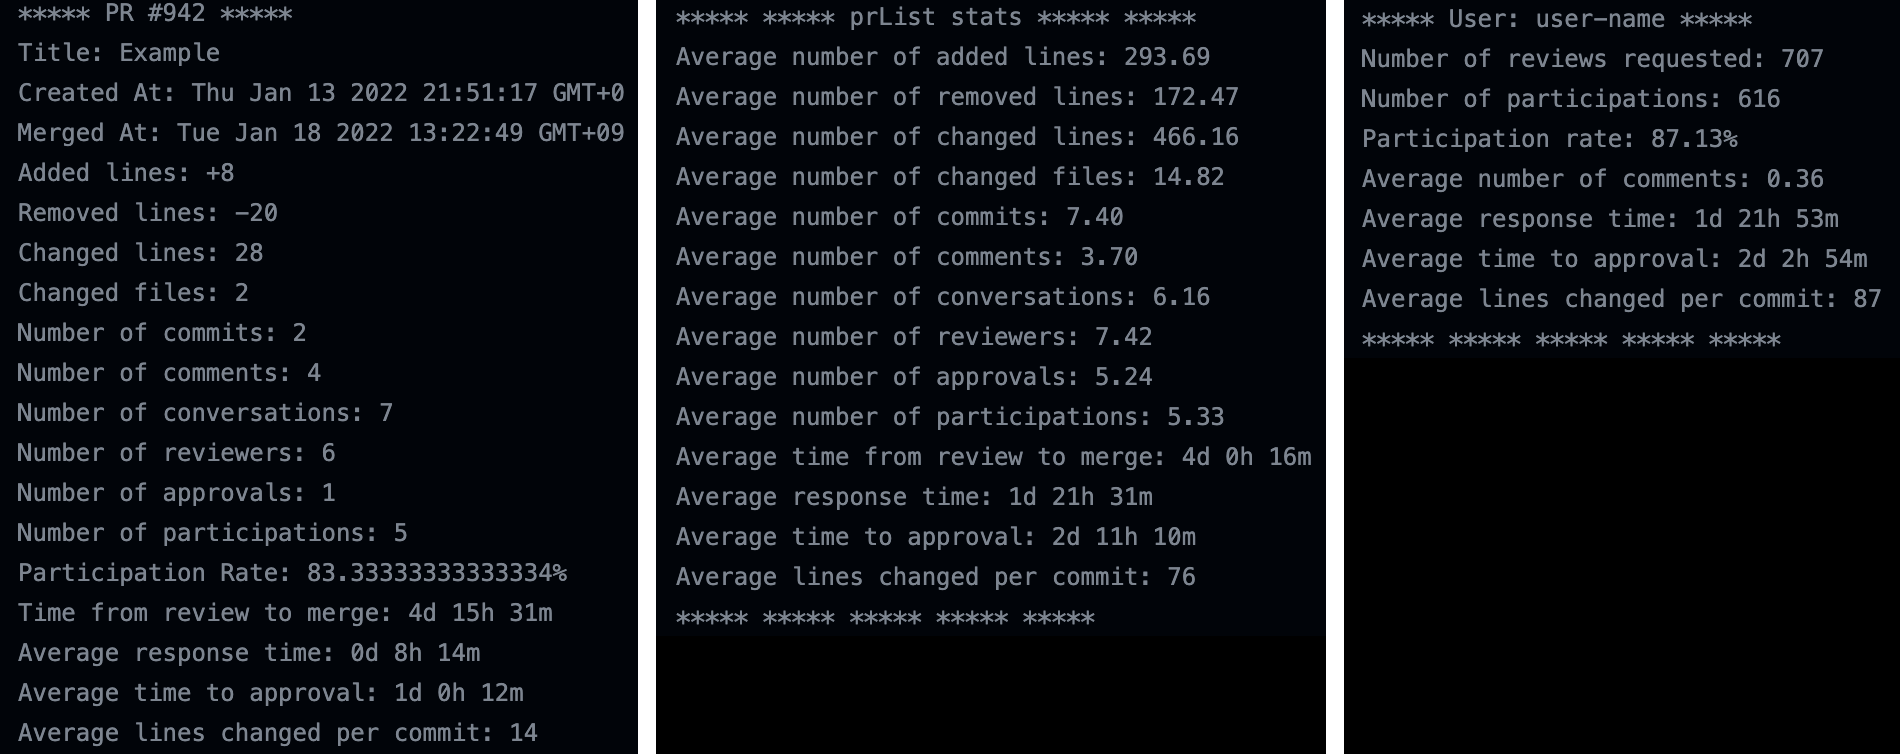 ***** PR #942 *****
Title: Example
Created At: Thu Jan 13 2022 21:51:17 GMT+0
Merged At: Tue Jan 18 2022 13:22:49 GMT+09
Added lines: +8
Removed lines: -20
Changed lines: 28
Changed files: 2
Number of commits: 2
Number of comments: 4
Number of conversations: 7
Number of reviewers: 6
Number of approvals: 1
Number of participations: 5
Participation Rate: 83.33333333333334%
Time from review to merge: 4d 15h 31m
Average response time: 0d 8h 14m
Average time to approval: 1d 0h 12m
Average lines changed per commit: 14
***** ***** prList stats ***** *****
Average number of added lines: 293.69
Average number of removed lines: 172.47
Average number of changed lines: 466.16
Average number of changed files: 14.82
Average number of commits: 7.40
Average number of comments: 3.70
Average number of conversations: 6.16
Average number of reviewers: 7.42
Average number of approvals: 5.24
Average number of participations: 5.33
Average time from review to merge: 4d 0h 16m
Average response time: 1d 21h 31m
Average time to approval: 2d 11h 10m
Average lines changed per commit: 76
***** ***** ***** ***** *****
***** User: user-name *****
Number of reviews requested: 707
Number of participations: 616
Participation rate: 87.13%
Average number of comments: 0.36
Average response time: 1d 21h 53m
Average time to approval: 2d 2h 54m
Average lines changed per commit: 87
***** ***** ***** ***** *****